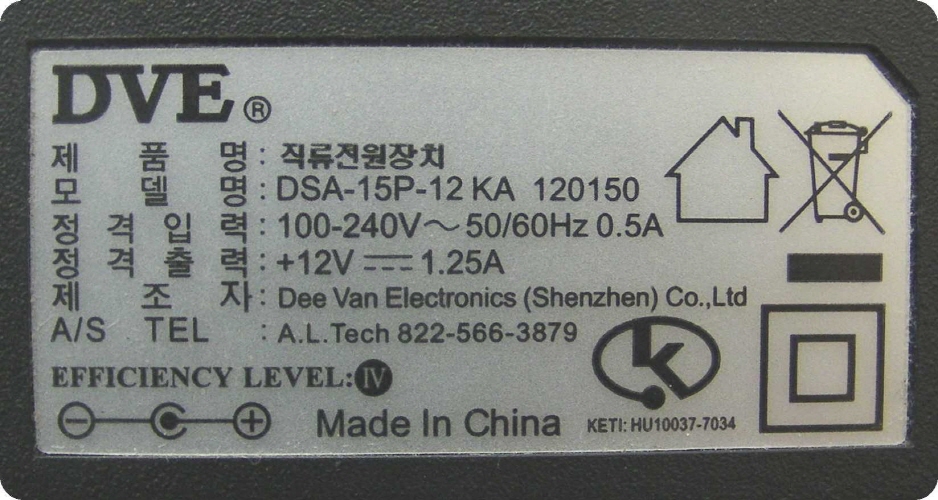 DVE®
제 품 명 : 직류전원장치
모 델 명 : DSA-15P-12 KA 120150
정 격 입 력 : 100-240V～50/60Hz 0.5A
정 격 출 력 : +12V ⎓ 1.25A
제 조 자 : Dee Van Electronics (Shenzhen) Co.,Ltd
A/S TEL : A.L.Tech 822-566-3879
EFFICIENCY LEVEL: IV
Made In China
KETI: HU10037-7034